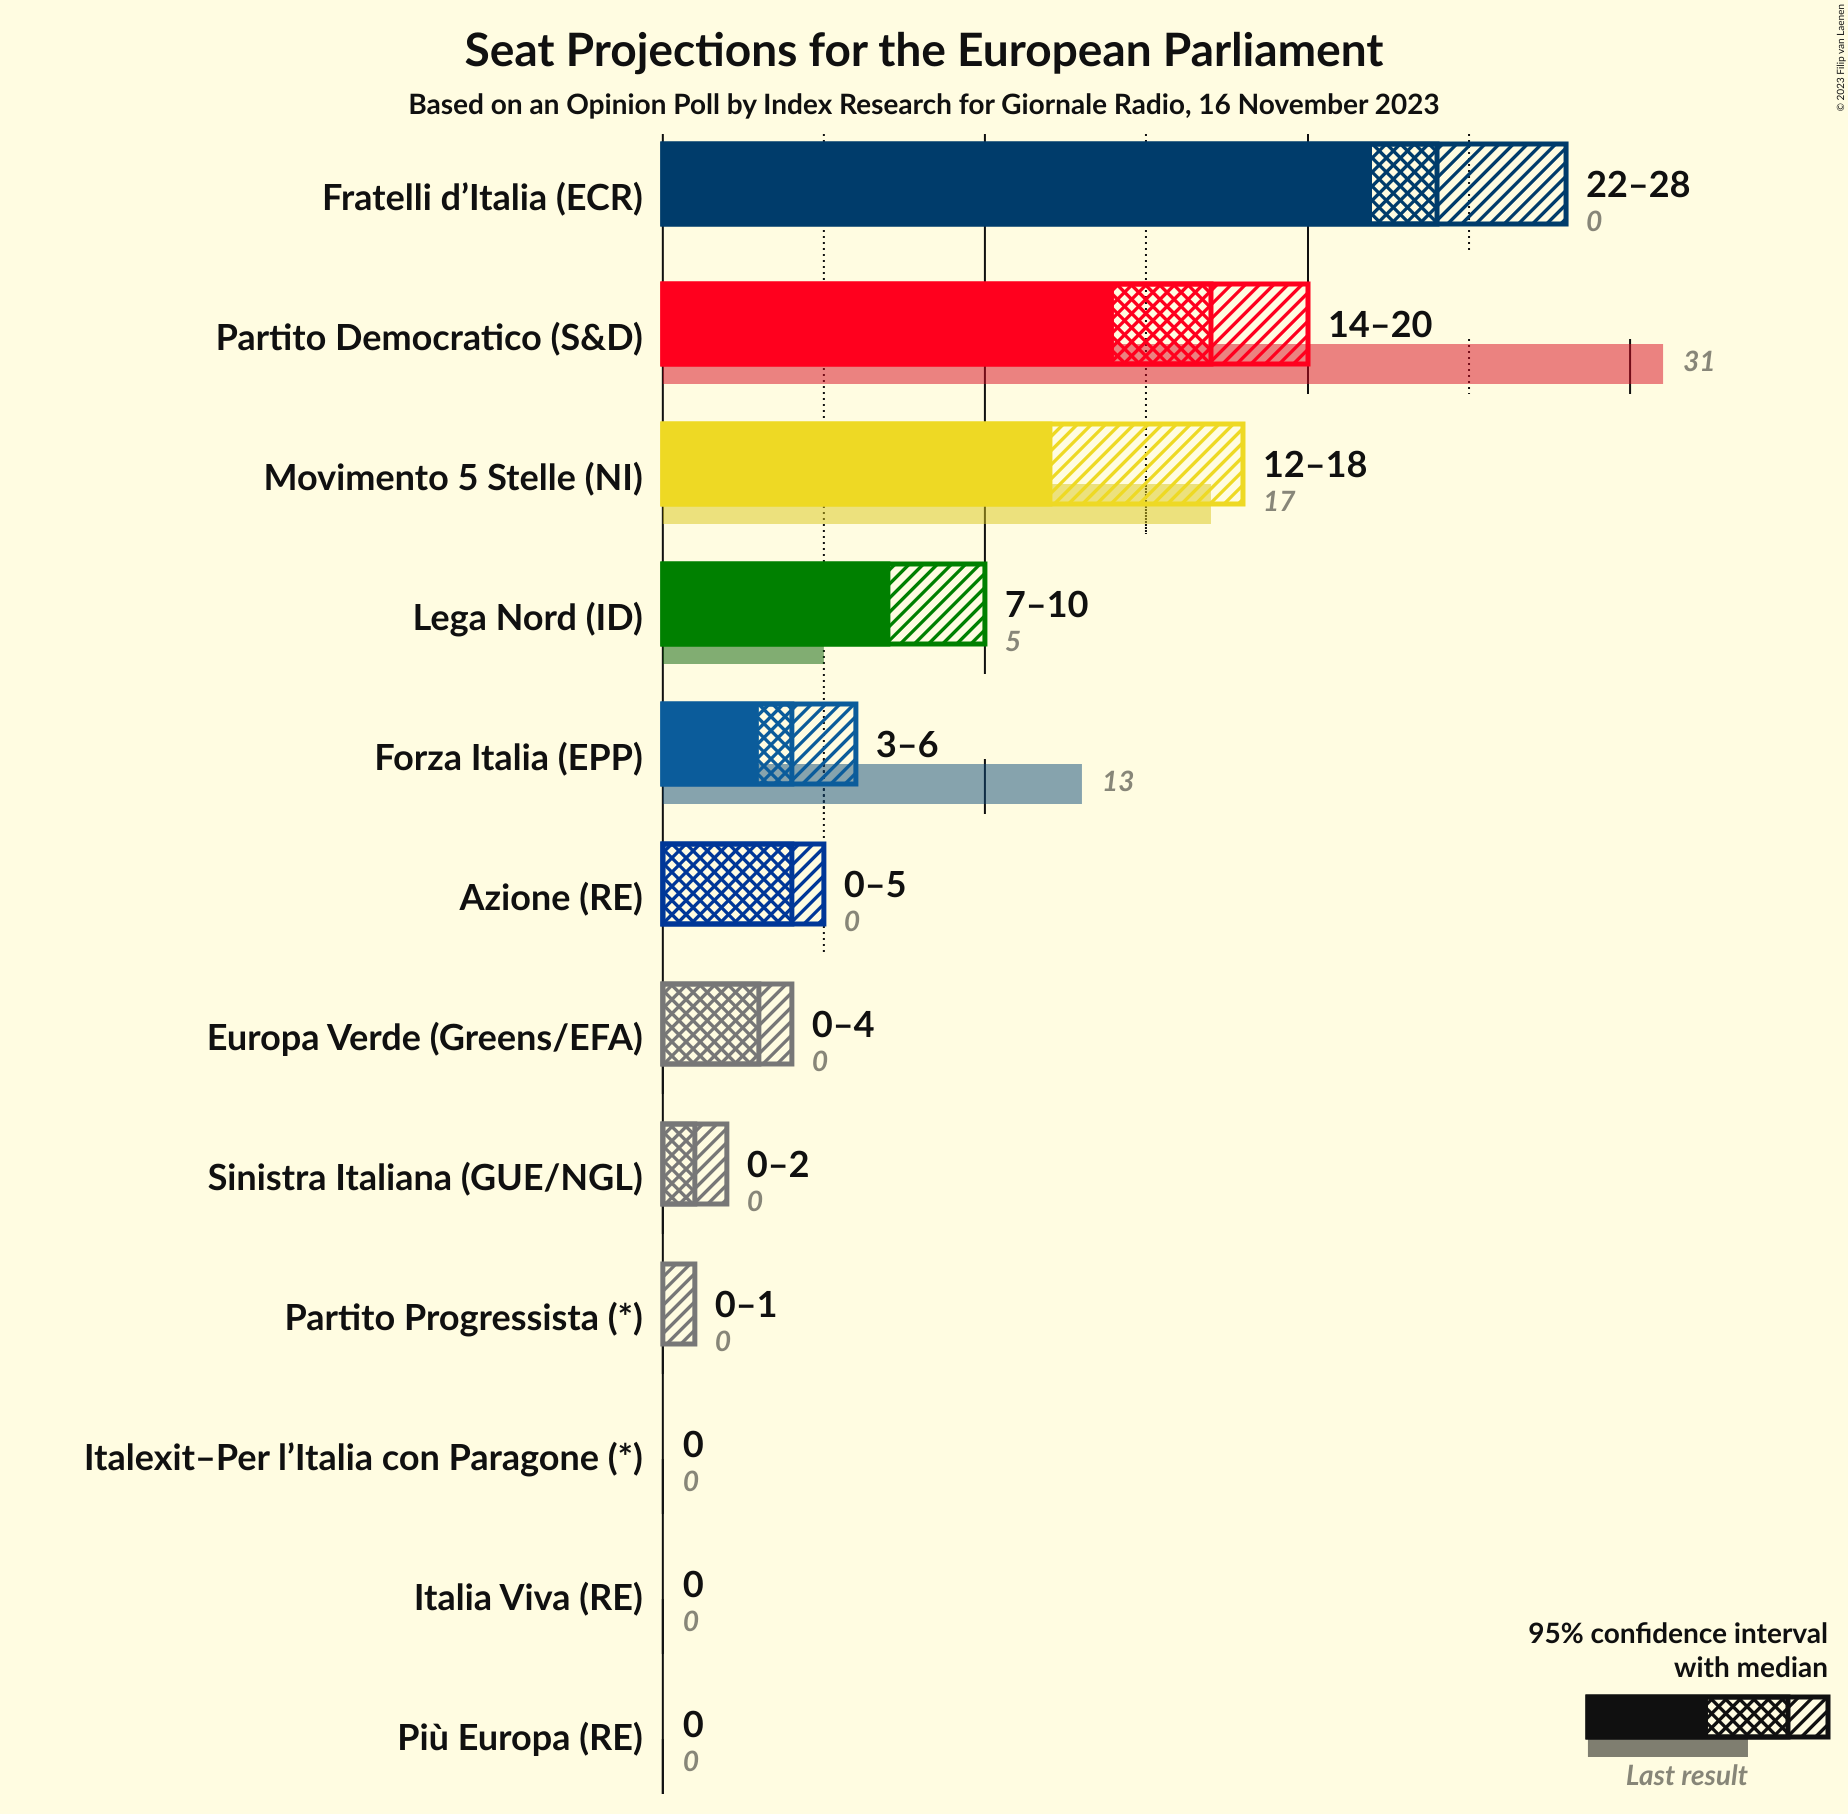 Seat Projections for the European Parliament
Based on an Opinion Poll by Index Research for Giornale Radio, 16 November 2023
© 2023 Filip van Laenen
Fratelli d’Italia (ECR)
22–28
0
Partito Democratico (S&D)
14–20
31
Movimento 5 Stelle (NI)
12–18
17
Lega Nord (ID)
7–10
5
Forza Italia (EPP)
3–6
13
Azione (RE)
0–5
0
Europa Verde (Greens/EFA)
0–4
0
Sinistra Italiana (GUE/NGL)
0–2
0
Partito Progressista (*)
0–1
0
Italexit–Per l’Italia con Paragone (*)
0
0
Italia Viva (RE)
0
0
Più Europa (RE)
0
0
95% confidence interval
with median
Last result